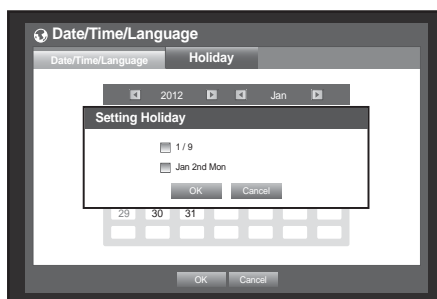 Date/Time/Language
Date/Time/Language Holiday
2012 Jan
Setting Holiday
1 / 9
Jan 2nd Mon
OK Cancel
29 30 31
OK Cancel